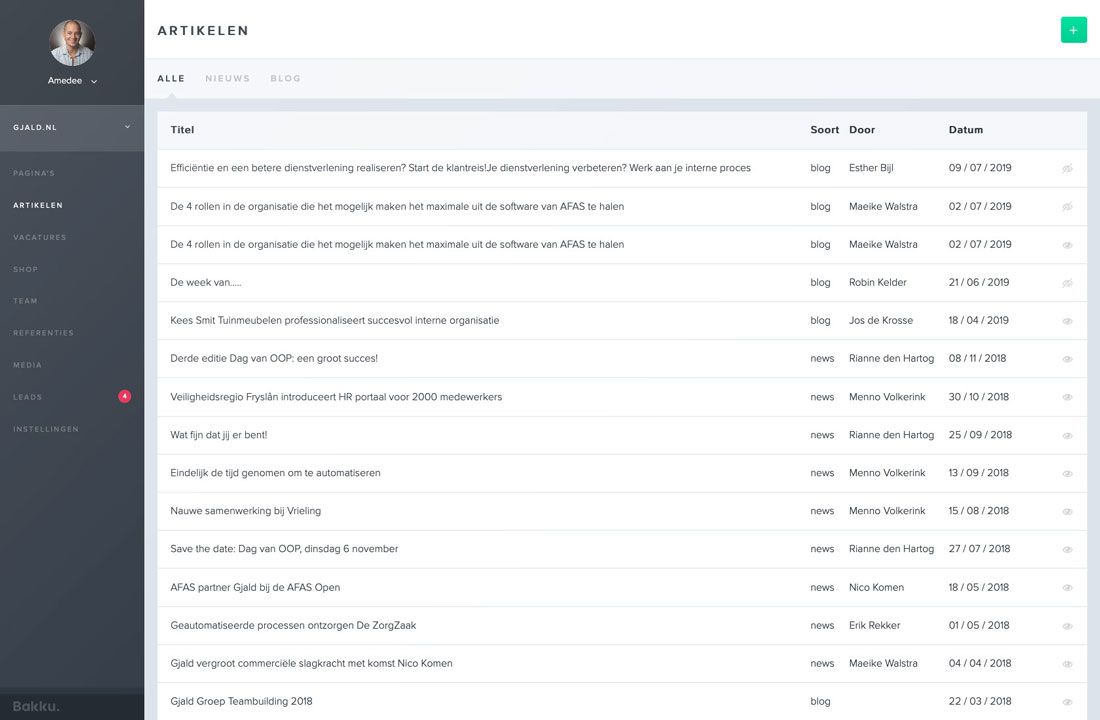 Amedee
GJALD.NL
PAGINA'S
ARTIKELEN
VACATURES
SHOP
TEAM
REFERENTIES
MEDIA
LEADS 4
INSTELLINGEN
Bakku.
ARTIKELEN
+
ALLE NIEUWS BLOG
Titel Soort Door Datum
Efficiëntie en een betere dienstverlening realiseren? Start de klantreis!Je dienstverlening verbeteren? Werk aan je interne proces blog Esther Bijl 09 / 07 / 2019
De 4 rollen in de organisatie die het mogelijk maken het maximale uit de software van AFAS te halen blog Maeike Walstra 02 / 07 / 2019
De 4 rollen in de organisatie die het mogelijk maken het maximale uit de software van AFAS te halen blog Maeike Walstra 02 / 07 / 2019
De week van..... blog Robin Kelder 21 / 06 / 2019
Kees Smit Tuinmeubelen professionaliseert succesvol interne organisatie blog Jos de Krosse 18 / 04 / 2019
Derde editie Dag van OOP: een groot succes! news Rianne den Hartog 08 / 11 / 2018
Veiligheidsregio Fryslân introduceert HR portaal voor 2000 medewerkers news Menno Volkerink 30 / 10 / 2018
Wat fijn dat jij er bent! news Rianne den Hartog 25 / 09 / 2018
Eindelijk de tijd genomen om te automatiseren news Menno Volkerink 13 / 09 / 2018
Nauwe samenwerking bij Vrieling news Menno Volkerink 15 / 08 / 2018
Save the date: Dag van OOP, dinsdag 6 november news Rianne den Hartog 27 / 07 / 2018
AFAS partner Gjald bij de AFAS Open news Nico Komen 18 / 05 / 2018
Geautomatiseerde processen ontzorgen De ZorgZaak news Erik Rekker 01 / 05 / 2018
Gjald vergroot commerciële slagkracht met komst Nico Komen news Maeike Walstra 04 / 04 / 2018
Gjald Groep Teambuilding 2018 blog 22 / 03 / 2018